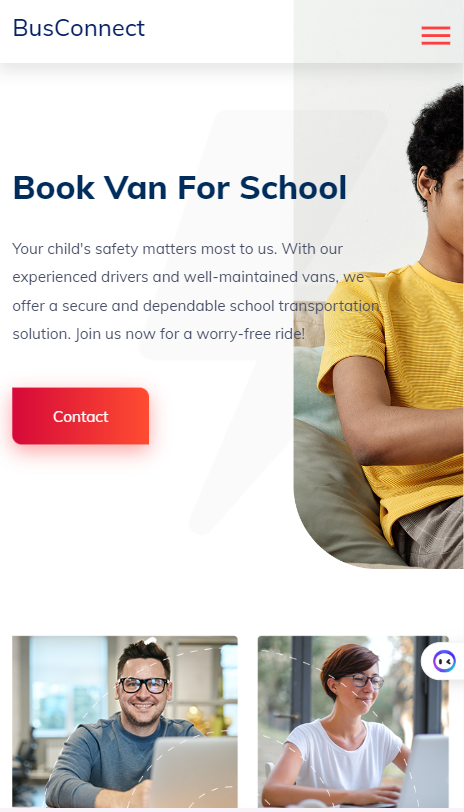 BusConnect
Book Van For School
Your child's safety matters most to us. With our
experienced drivers and well-maintained vans, we
offer a secure and dependable school transportation
solution. Join us now for a worry-free ride!
Contact